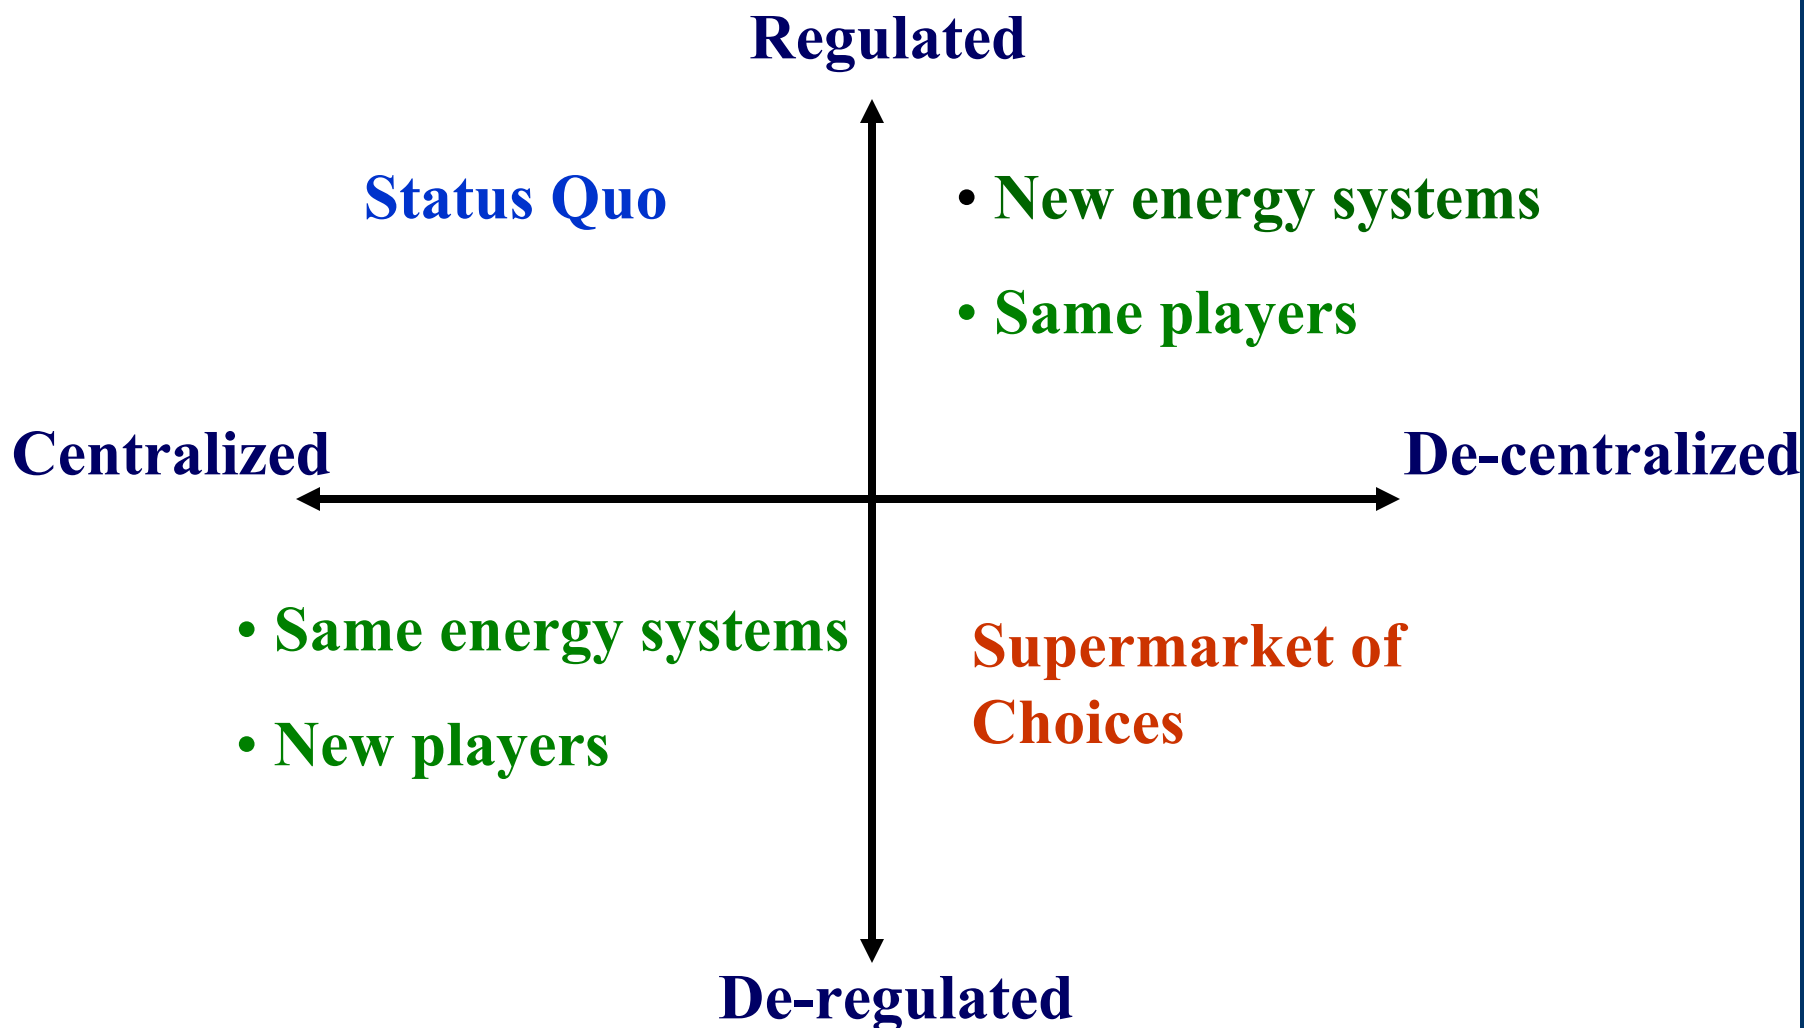 Regulated
Status Quo
• New energy systems
• Same players
Centralized
De-centralized
• Same energy systems
• New players
Supermarket of
Choices
De-regulated